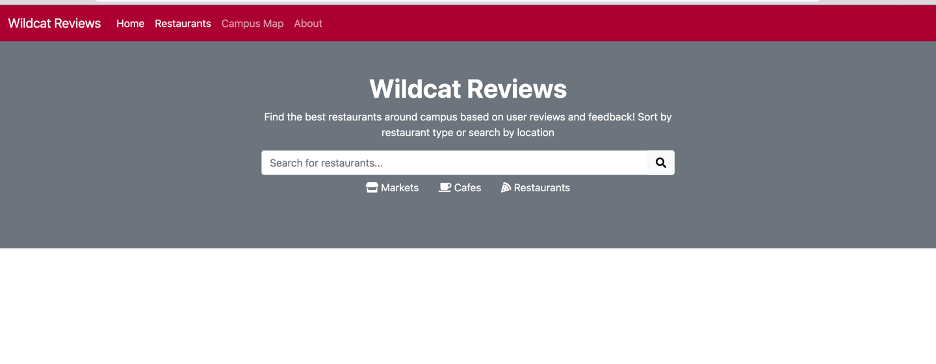 Wildcat Reviews Home Restaurants Campus Map About
Wildcat Reviews
Find the best restaurants around campus based on user reviews and feedback! Sort by
restaurant type or search by location
Search for restaurants...
Markets Cafes Restaurants